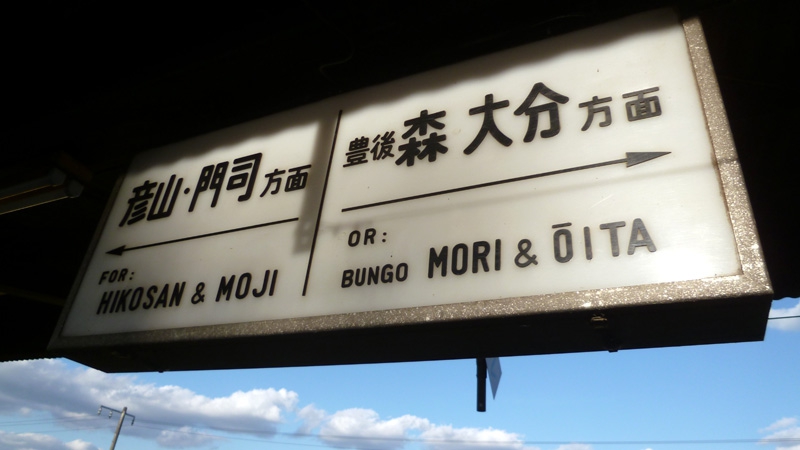 彦山・門司方面
FOR:
HIKOSAN & MOJI
豊後森 大分方面
OR:
BUNGO MORI & ŌITA